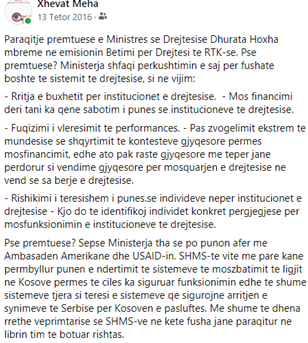 Xhevat Meha
13 Tetor 2016 ·
Paraqitje premtuese e Ministres se Drejtesise Dhurata Hoxha
mbreme ne emisionin Betimi per Drejtesi te RTK-se. Pse
premtuese? Ministerja shfaqi perkushtimin e saj per fushate
boshte te sistemit te drejtesise, si ne vijim:
- Rritja e buxhetit per institucionet e drejtesise. - Mos financimi
deri tani ka qene sabotimi i punes se institucioneve te drejtesise.
- Fuqizimi i vleresimit te performances. - Pas zvogelimit ekstrem te
mundesise se shqyrtimit te kontesteve gjyqesore permes
mosfinancimit, edhe ato pak raste gjyqesore me teper jane
perdorur si vendime gjyqesore per mosquarjen e drejtesise ne
vend se sa berje e drejtesise.
- Rishikimi i teresishem i punes.se individeve neper institucionet e
drejtesise - Kjo do te identifikoj individet konkret pergjegjese per
mosfunksionimin e institucioneve te drejtesise.
Pse premtuese? Sepse Ministerja tha se po punon afer me
Ambasaden Amerikane dhe USAID-in. SHMS-te vite me pare kane
permbyllur punen e ndertimit te sistemeve te moszbatimit te ligjit
ne Kosove permes te ciles ka siguruar funksionimin edhe te shume
sistemeve tjera si teresi e sistemeve qe sigurojne arritjen e
synimeve te Serbise per Kosoven e pasluftes. Me shume te dhena
rrethe veprimtarise se SHMS-ve ne kete fusha jane paraqitur ne
librin tim te botuar rishtas.